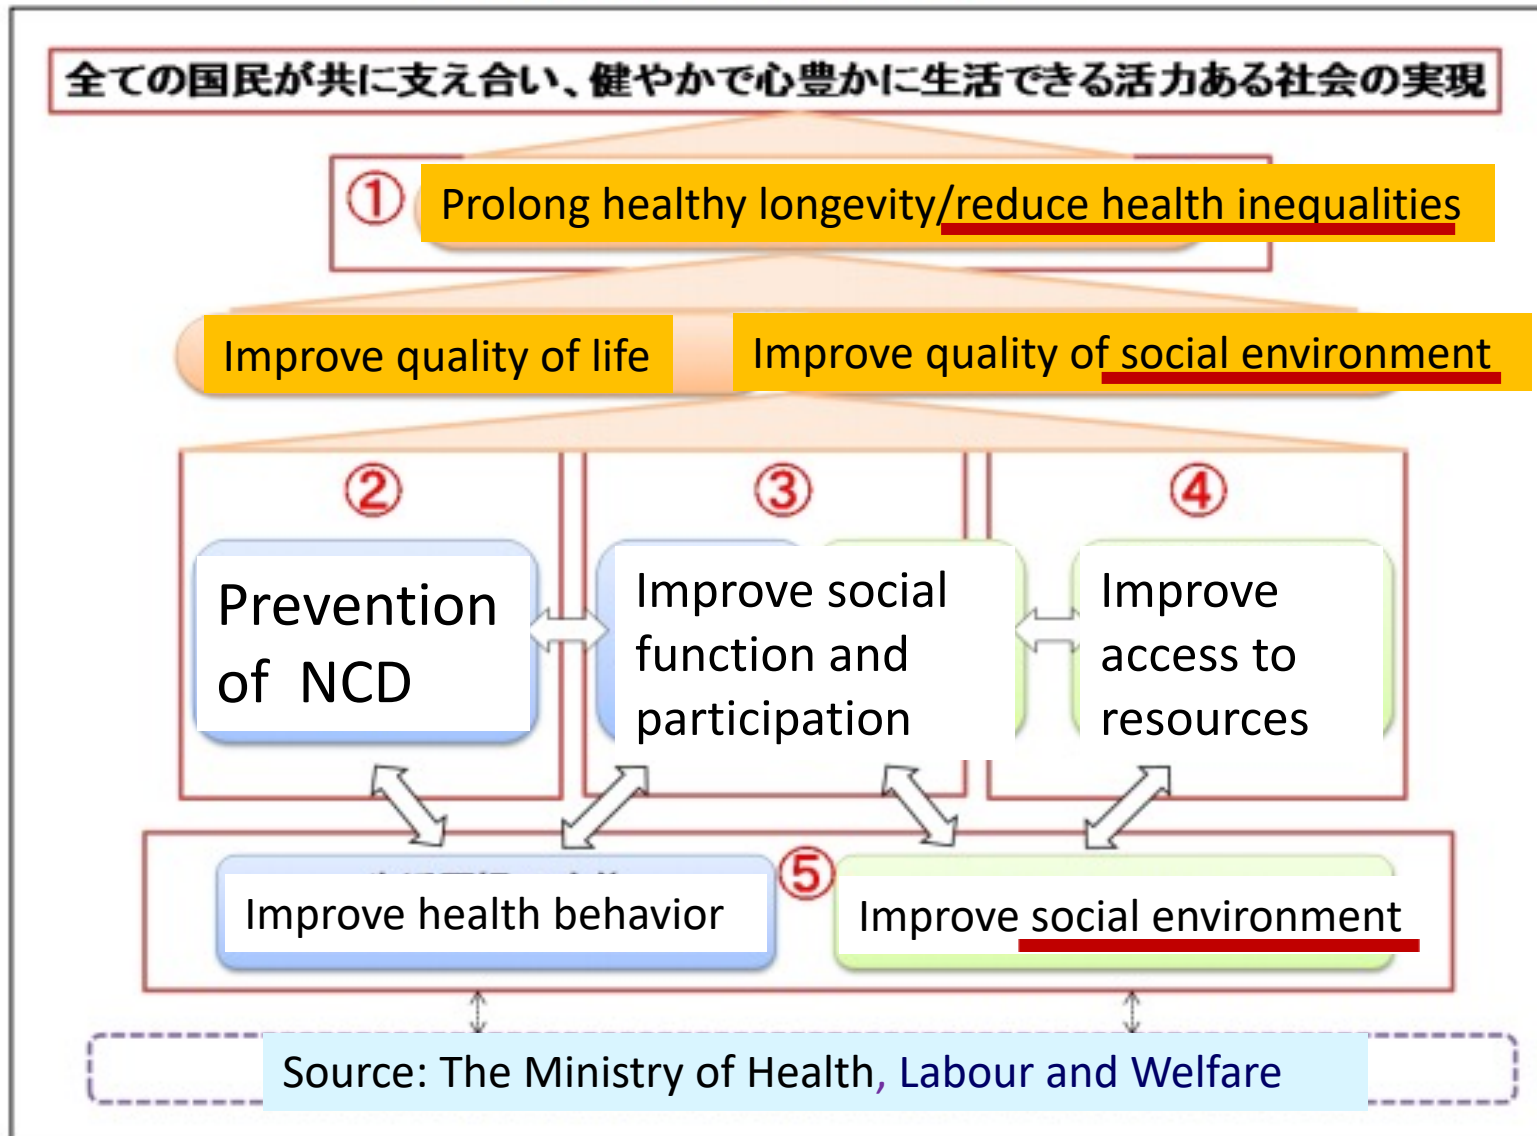 全ての国民が共に支え合い、健やかで心豊かに生活できる活力ある社会の実現
① Prolong healthy longevity/reduce health inequalities
Improve quality of life
Improve quality of social environment
②
Prevention
of NCD
③
Improve social
function and
participation
④
Improve
access to
resources
⑤
Improve health behavior
Improve social environment
Source: The Ministry of Health, Labour and Welfare